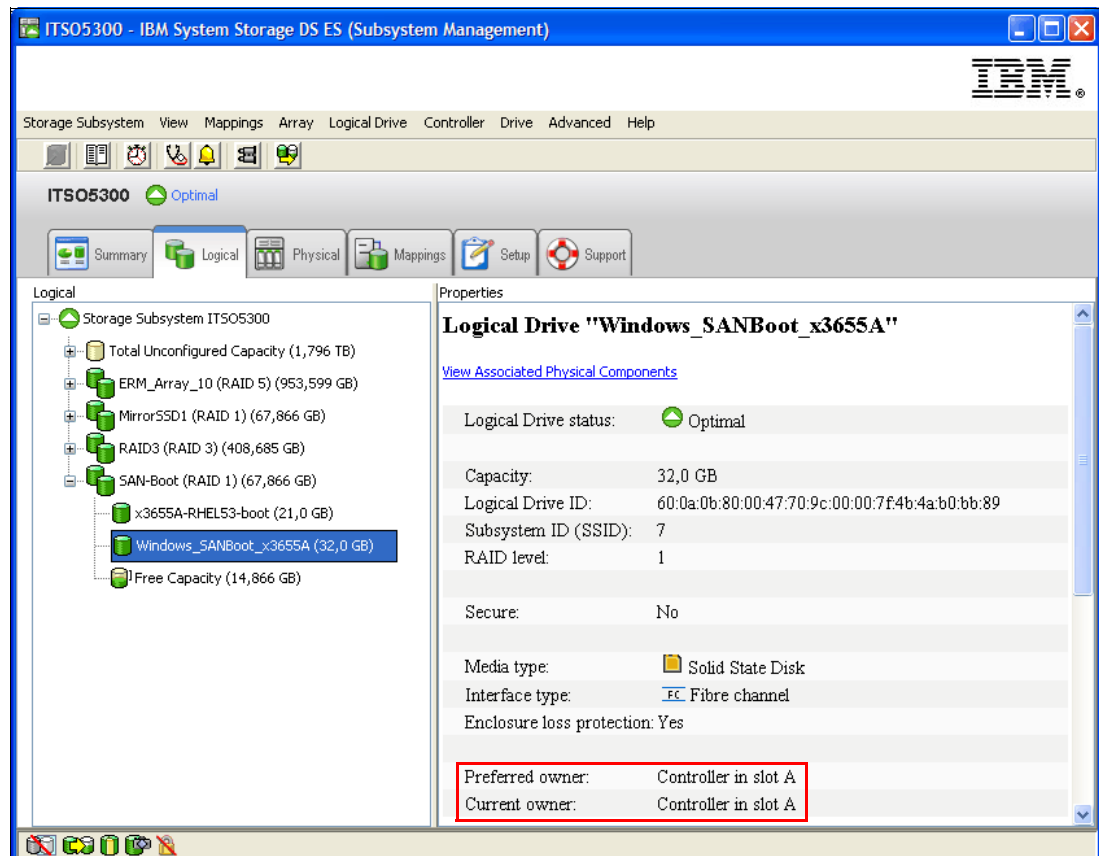 ITSO5300 - IBM System Storage DS ES (Subsystem Management)
IBM®
Storage Subsystem View Mappings Array Logical Drive Controller Drive Advanced Help
ITSO5300 Optimal
Summary Logical Physical Mappings Setup Support
Logical
Storage Subsystem ITSO5300
Total Unconfigured Capacity (1,796 TB)
ERM_Array_10 (RAID 5) (953,599 GB)
MirrorSSD1 (RAID 1) (67,866 GB)
RAID3 (RAID 3) (408,685 GB)
SAN-Boot (RAID 1) (67,866 GB)
x3655A-RHEL53-boot (21,0 GB)
Windows_SANBoot_x3655A (32,0 GB)
Free Capacity (14,866 GB)
Properties
Logical Drive "Windows_SANBoot_x3655A"
View Associated Physical Components
Logical Drive status: Optimal
Capacity: 32,0 GB
Logical Drive ID: 60:0a:0b:80:00:47:70:9c:00:00:7f:4b:4a:b0:bb:89
Subsystem ID (SSID): 7
RAID level: 1
Secure: No
Media type: Solid State Disk
Interface type: FC Fibre channel
Enclosure loss protection: Yes
Preferred owner: Controller in slot A
Current owner: Controller in slot A